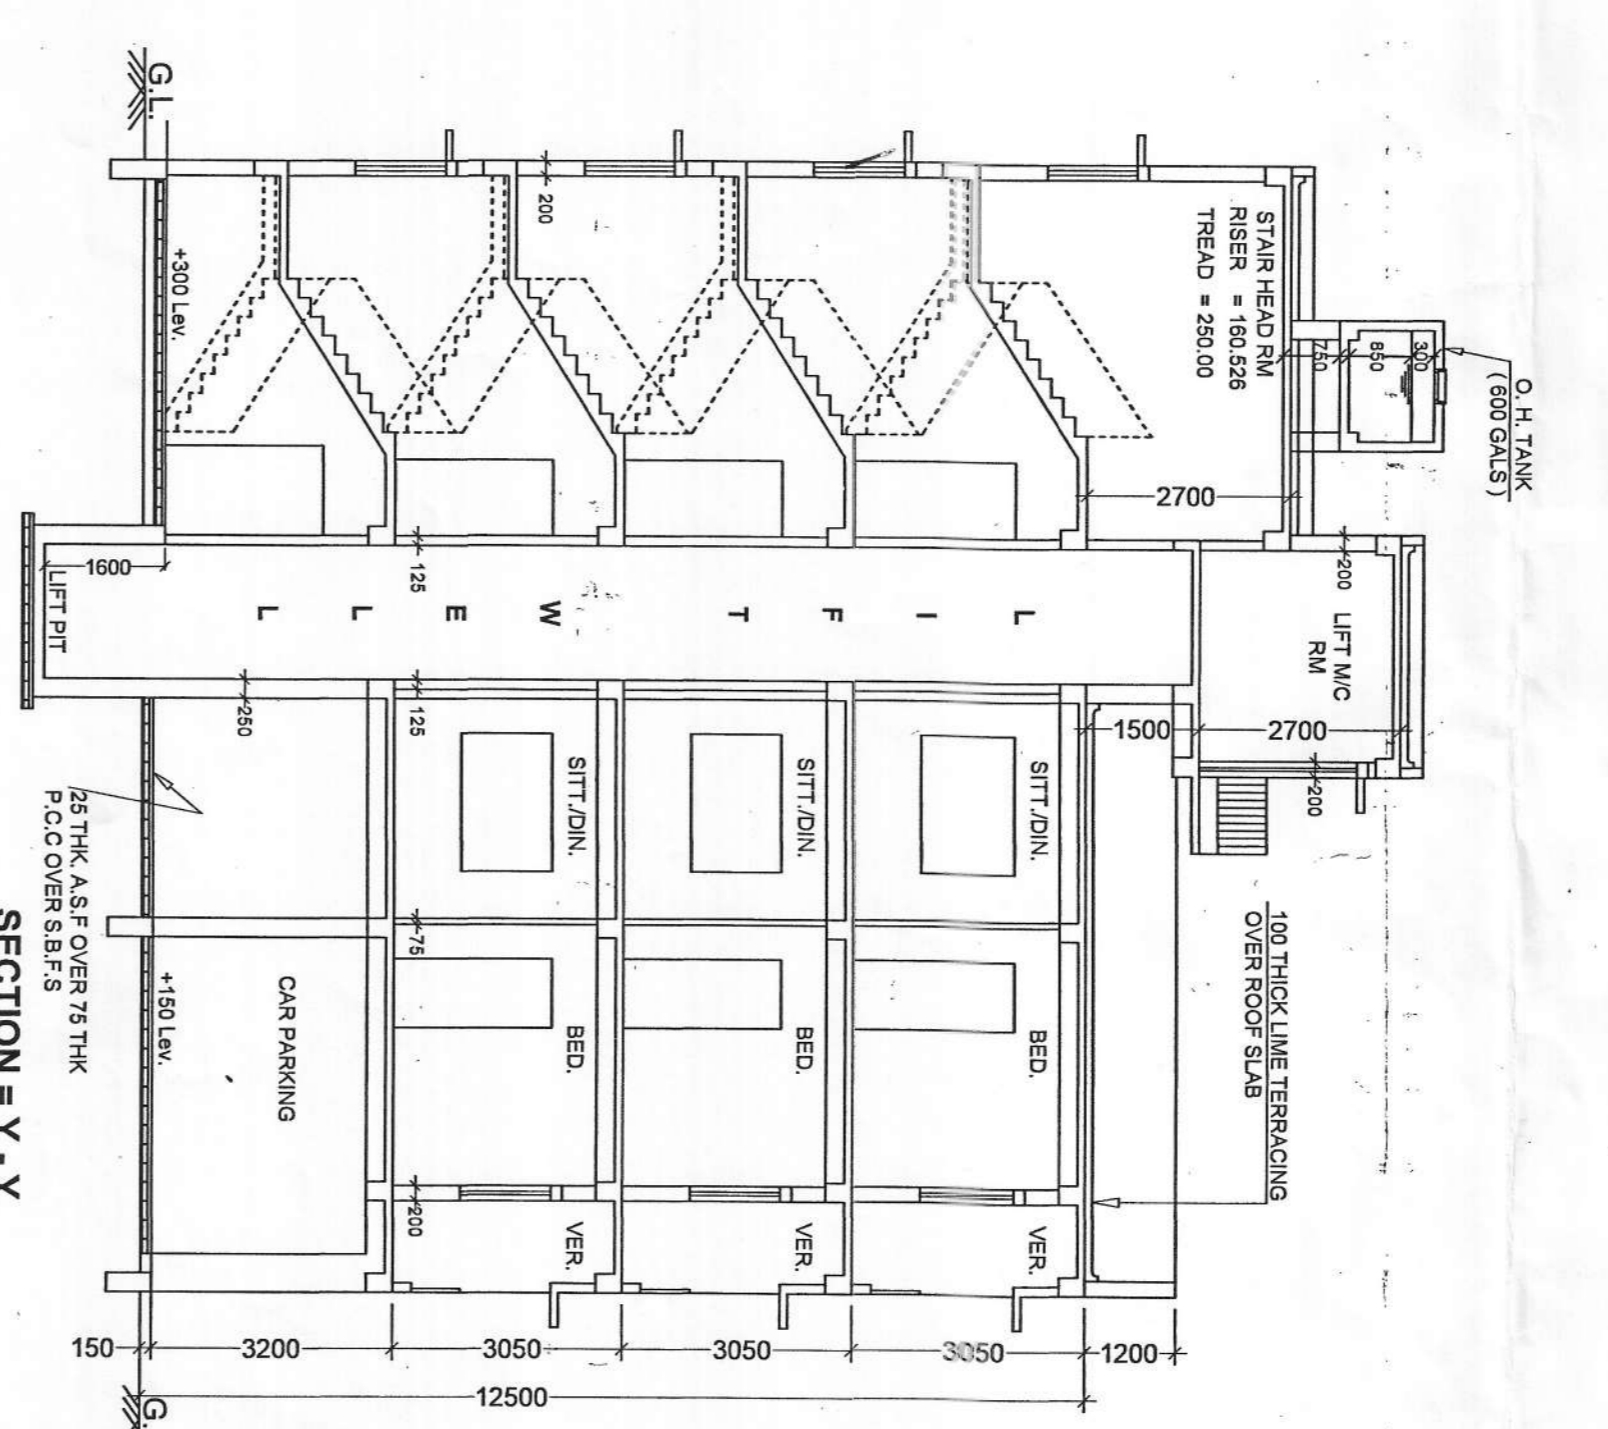 O. H. TANK
( 600 GALS )
300
850
750
STAIR HEAD RM
RISER = 160.526
TREAD = 250.00
2700
200
LIFT M/C
RM
1500
2700
200
100 THICK LIME TERRACING
OVER ROOF SLAB
200
125
L I F T W E L L
125
SITT./DIN.
SITT./DIN.
SITT./DIN.
75
BED.
BED.
BED.
200
VER.
VER.
VER.
G.L.
+300 Lev.
1600
LIFT PIT
250
CAR PARKING
+150 Lev.
25 THK. A.S.F OVER 75 THK
P.C.C OVER S.B.F.S
150
3200
3050
3050
3050
1200
12500
G.
SECTION = Y - Y